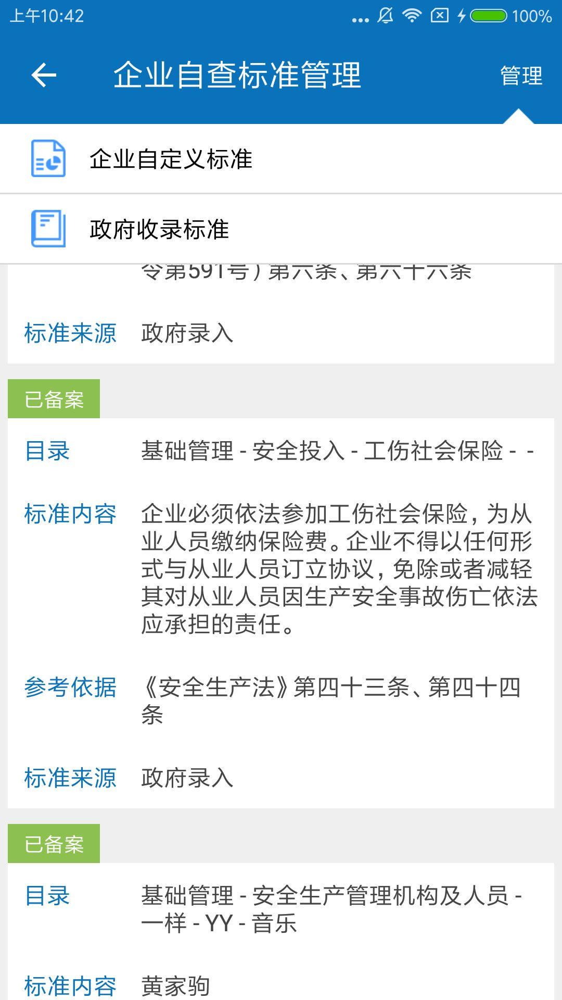 上午10:42
100%
企业自查标准管理
管理
企业自定义标准
政府收录标准
令第591号）第六条、第六十六条
标准来源 政府录入
已备案
目录 基础管理 - 安全投入 - 工伤社会保险 - -
标准内容 企业必须依法参加工伤社会保险，为从
业人员缴纳保险费。企业不得以任何形
式与从业人员订立协议，免除或者减轻
其对从业人员因生产安全事故伤亡依法
应承担的责任。
参考依据 《安全生产法》第四十三条、第四十四
条
标准来源 政府录入
已备案
目录 基础管理 - 安全生产管理机构及人员 -
一样 - YY - 音乐
标准内容 黄家驹